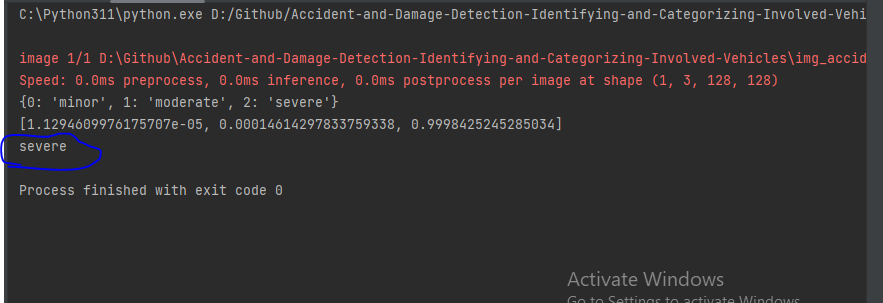 C:\Python311\python.exe D:/Github/Accident-and-Damage-Detection-Identifying-and-Categorizing-Involved-Vehi
image 1/1 D:\Github\Accident-and-Damage-Detection-Identifying-and-Categorizing-Involved-Vehicles\img_accid
Speed: 0.0ms preprocess, 0.0ms inference, 0.0ms postprocess per image at shape (1, 3, 128, 128)
{0: 'minor', 1: 'moderate', 2: 'severe'}
[1.1294609976175707e-05, 0.00014614297833759338, 0.9998425245285034]
severe
Process finished with exit code 0
Activate Windows
Go to Settings to activate Windows